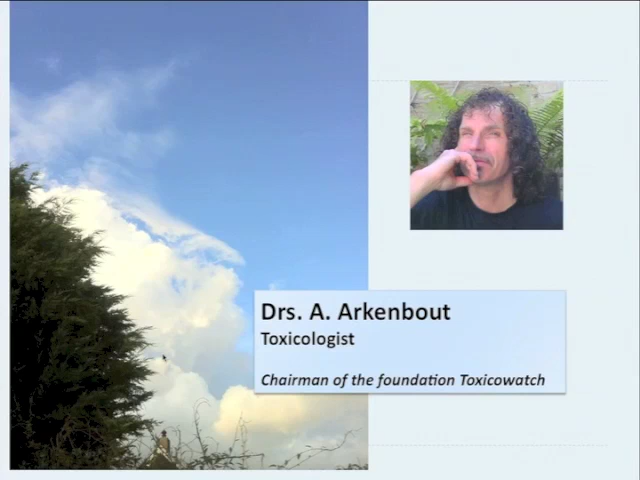 Drs. A. Arkenbout
Toxicologist
Chairman of the foundation Toxicowatch